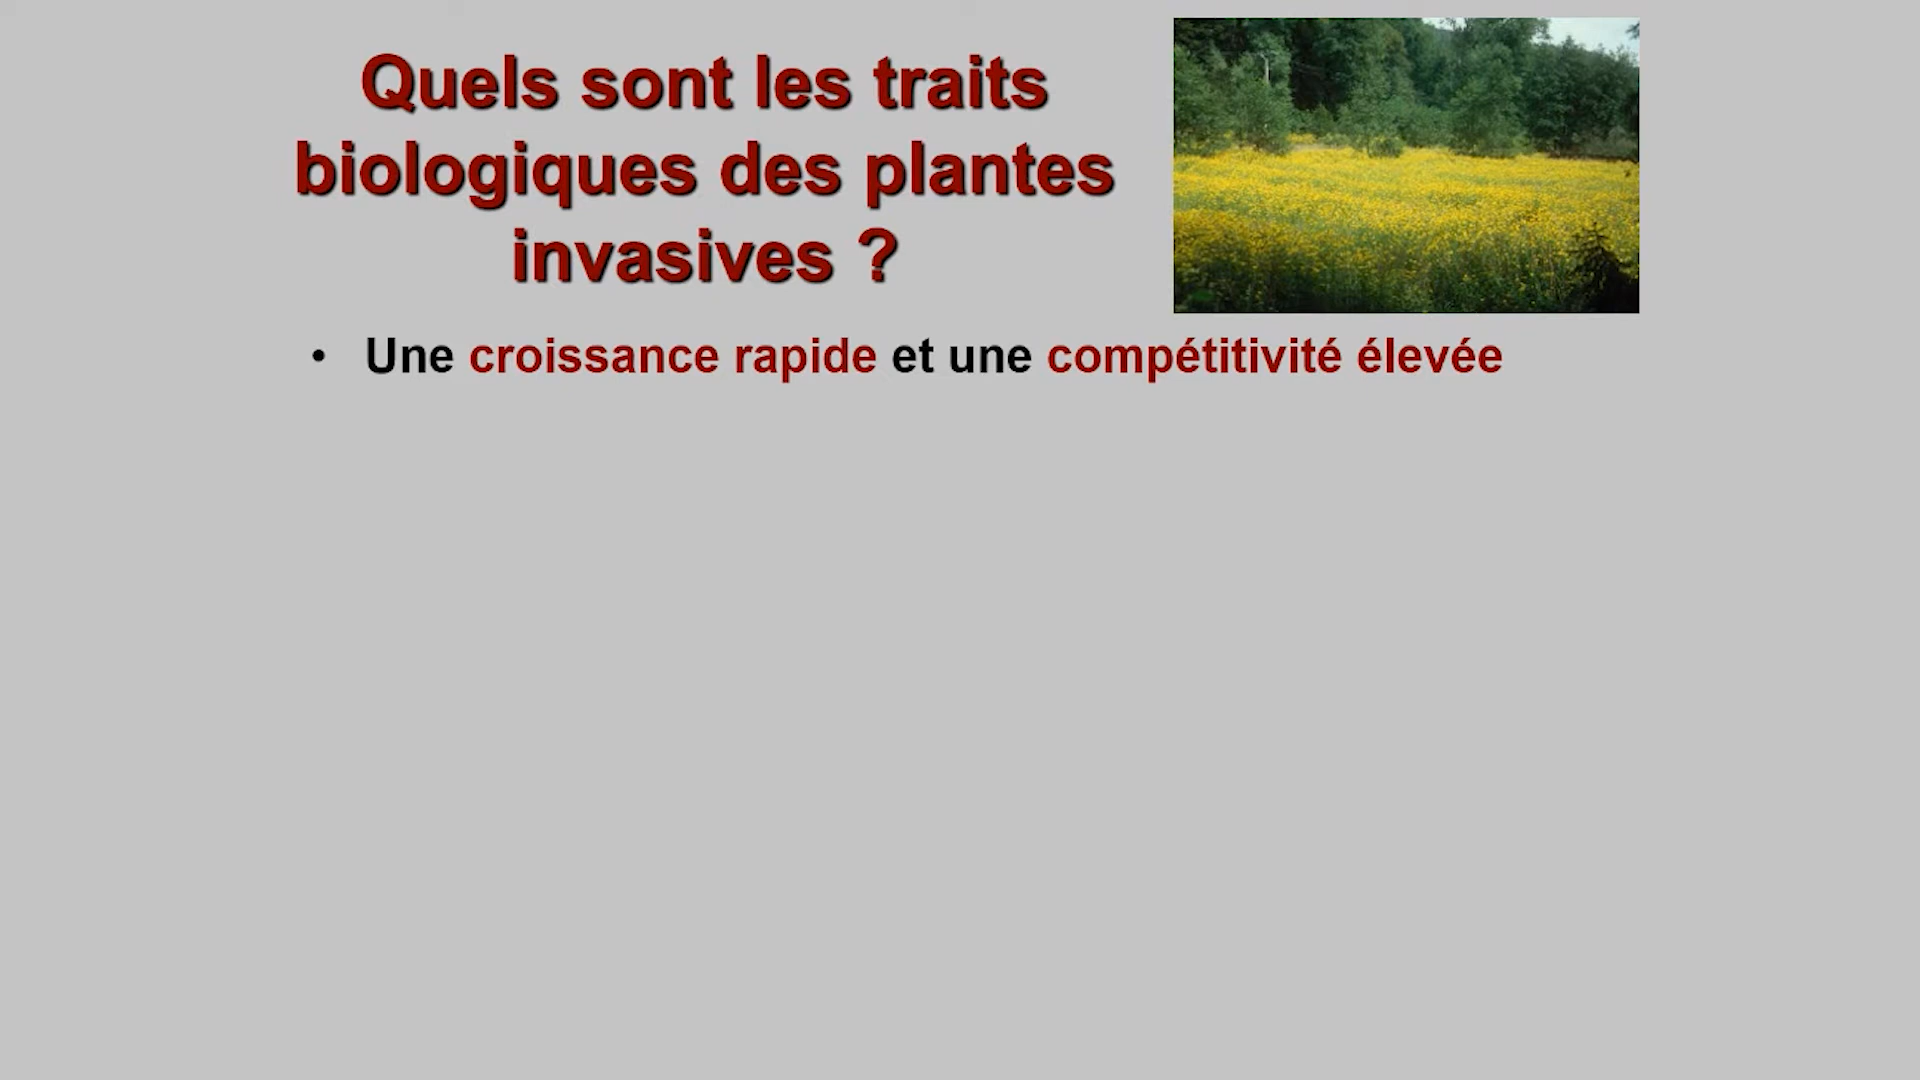 Quels sont les traits
biologiques des plantes
invasives ?
• Une croissance rapide et une compétitivité élevée